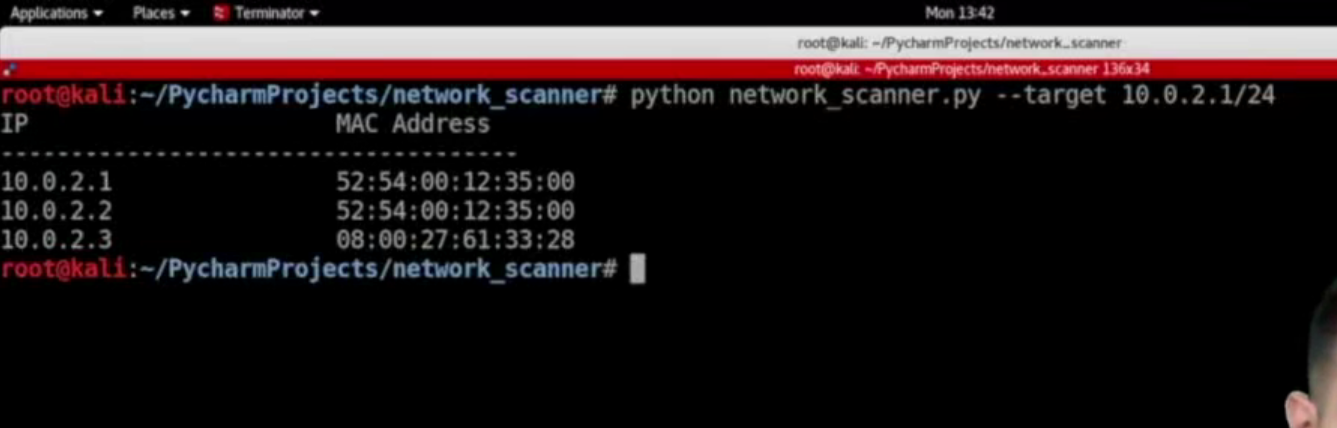 Applications Places Terminator Mon 13:42
root@kali: ~/PycharmProjects/network_scanner
root@kali: ~/PycharmProjects/network_scanner 136x34
root@kali:~/PycharmProjects/network_scanner# python network_scanner.py --target 10.0.2.1/24
IP MAC Address
-------------------------------------
10.0.2.1 52:54:00:12:35:00
10.0.2.2 52:54:00:12:35:00
10.0.2.3 08:00:27:61:33:28
root@kali:~/PycharmProjects/network_scanner#